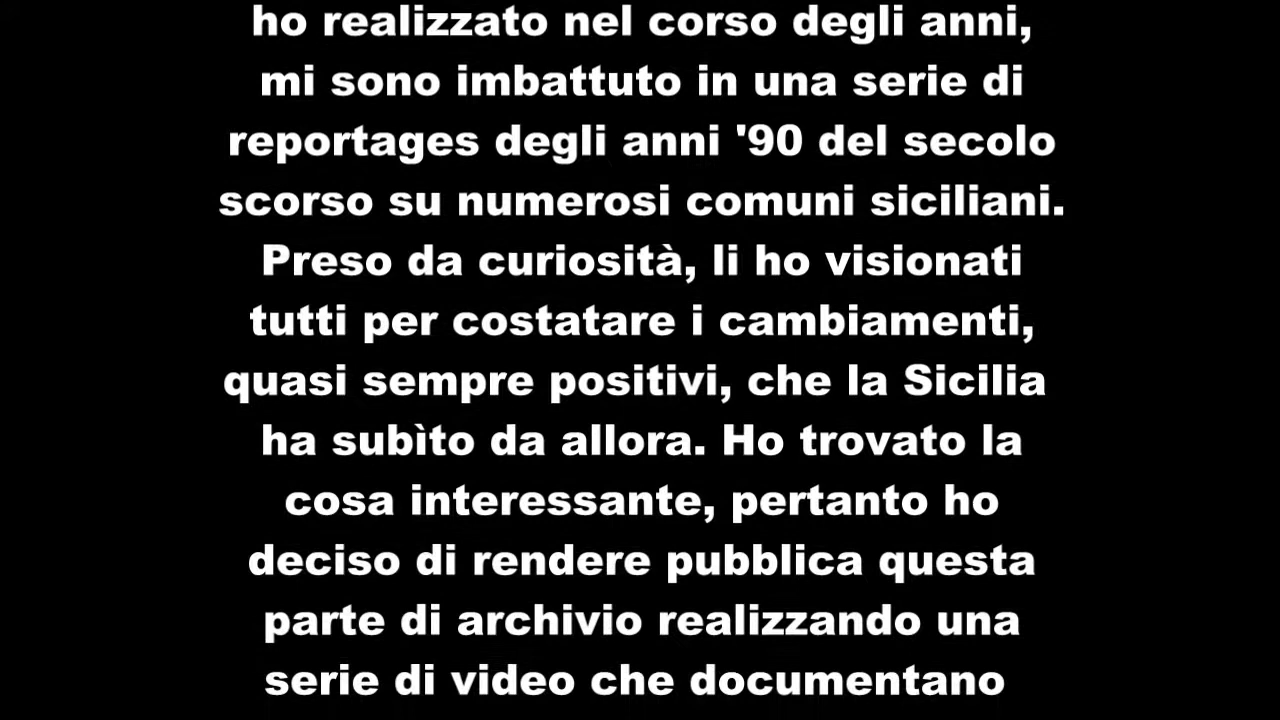 ho realizzato nel corso degli anni,
mi sono imbattuto in una serie di
reportages degli anni '90 del secolo
scorso su numerosi comuni siciliani.
Preso da curiosità, li ho visionati
tutti per costatare i cambiamenti,
quasi sempre positivi, che la Sicilia
ha subìto da allora. Ho trovato la
cosa interessante, pertanto ho
deciso di rendere pubblica questa
parte di archivio realizzando una
serie di video che documentano